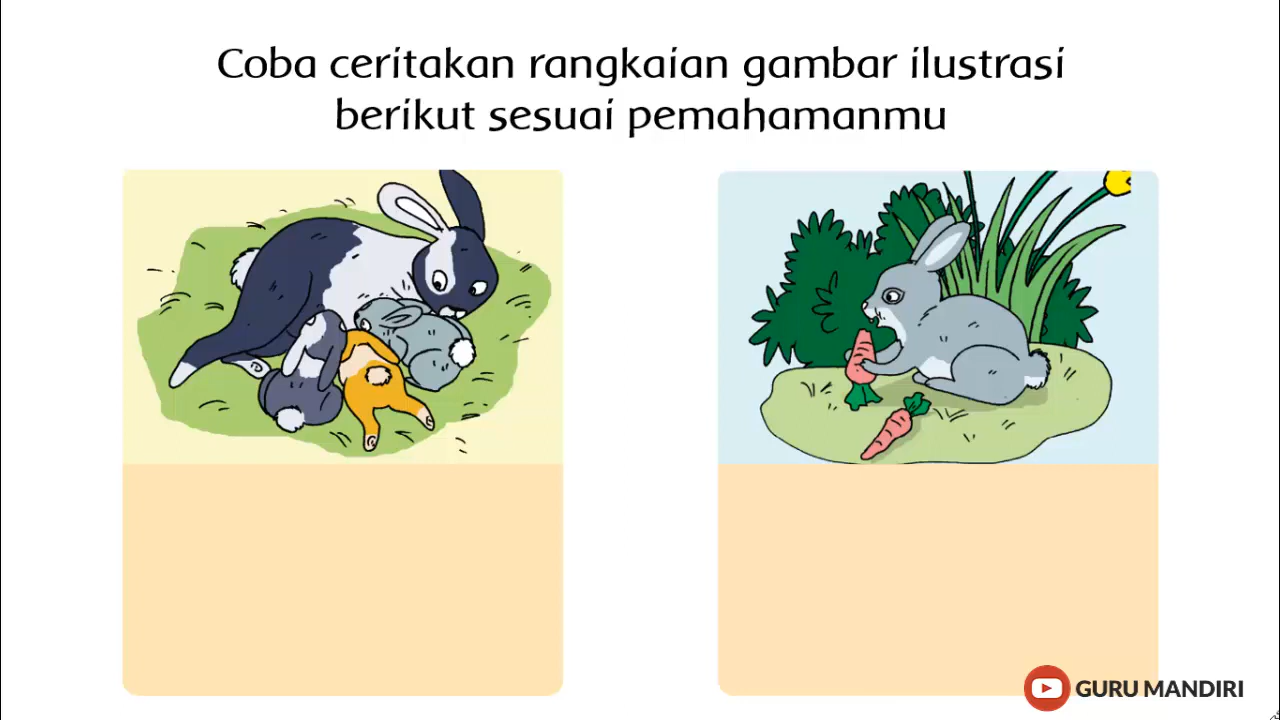 Coba ceritakan rangkaian gambar ilustrasi
berikut sesuai pemahamanmu
GURU MANDIRI